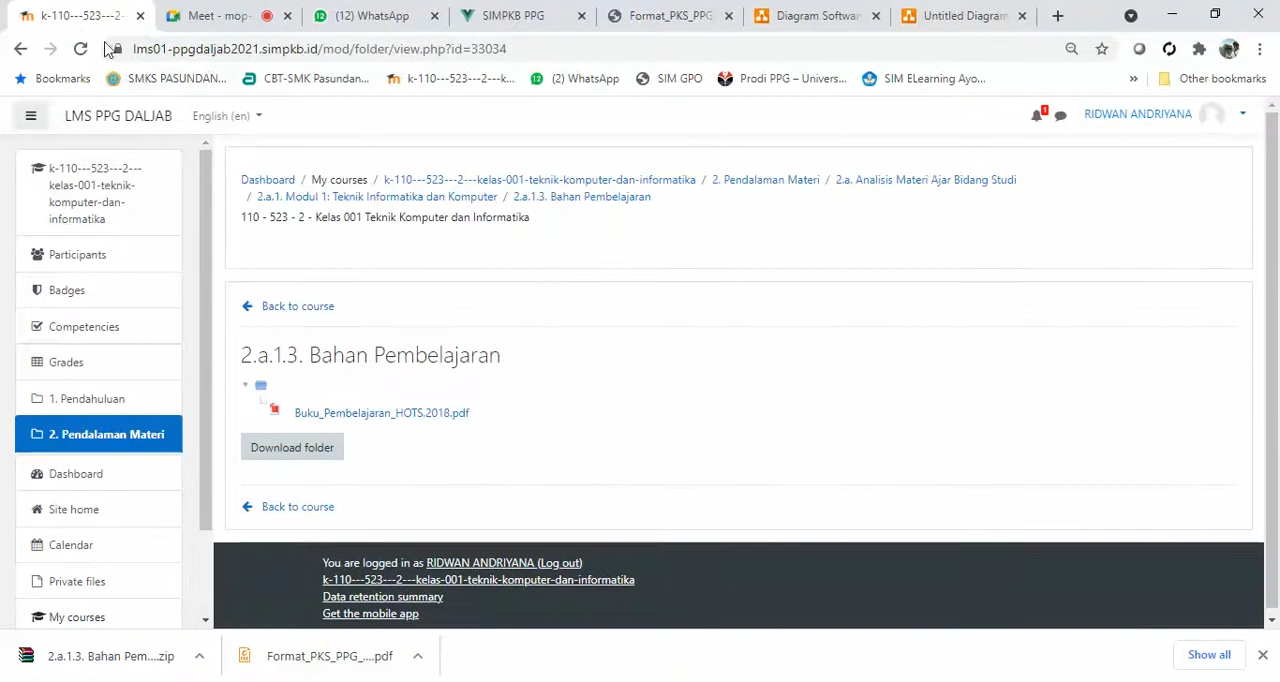 k-110---523---2-
Meet - mop-
(12) WhatsApp
SIMPKB PPG
Format_PKS_PPG_
Diagram Softwar
Untitled Diagram
lms01-ppgdaljab2021.simpkb.id/mod/folder/view.php?id=33034
Bookmarks
SMKS PASUNDAN...
CBT-SMK Pasundan...
k-110---523---2---k...
(2) WhatsApp
SIM GPO
Prodi PPG – Univers...
SIM ELearning Ayo...
»
Other bookmarks
LMS PPG DALJAB
English (en)
1
RIDWAN ANDRIYANA
k-110---523---2---
kelas-001-teknik-
komputer-dan-
informatika
Participants
Badges
Competencies
Grades
1. Pendahuluan
2. Pendalaman Materi
Dashboard
Site home
Calendar
Private files
My courses
Dashboard / My courses / k-110---523---2---kelas-001-teknik-komputer-dan-informatika / 2. Pendalaman Materi / 2.a. Analisis Materi Ajar Bidang Studi
/ 2.a.1. Modul 1: Teknik Informatika dan Komputer / 2.a.1.3. Bahan Pembelajaran
110 - 523 - 2 - Kelas 001 Teknik Komputer dan Informatika
Back to course
2.a.1.3. Bahan Pembelajaran
Buku_Pembelajaran_HOTS.2018.pdf
Download folder
Back to course
You are logged in as RIDWAN ANDRIYANA (Log out)
k-110---523---2---kelas-001-teknik-komputer-dan-informatika
Data retention summary
Get the mobile app
2.a.1.3. Bahan Pem....zip
Format_PKS_PPG_....pdf
Show all